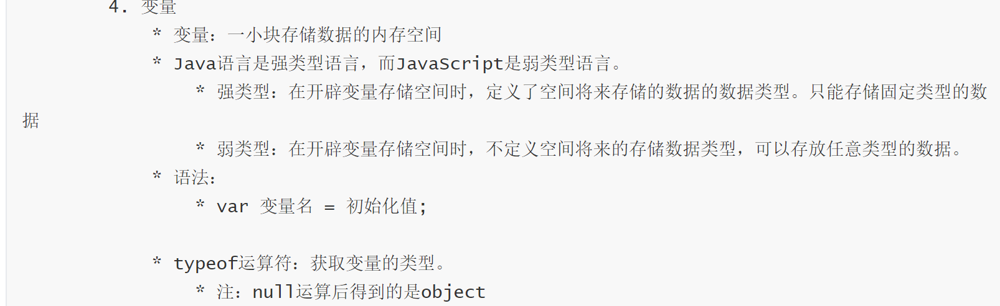 4. 变量
* 变量：一小块存储数据的内存空间
* Java语言是强类型语言，而JavaScript是弱类型语言。
* 强类型：在开辟变量存储空间时，定义了空间将来存储的数据的数据类型。只能存储固定类型的数
据
* 弱类型：在开辟变量存储空间时，不定义空间将来的存储数据类型，可以存放任意类型的数据。
* 语法：
* var 变量名 = 初始化值;
* typeof运算符：获取变量的类型。
* 注：null运算后得到的是object